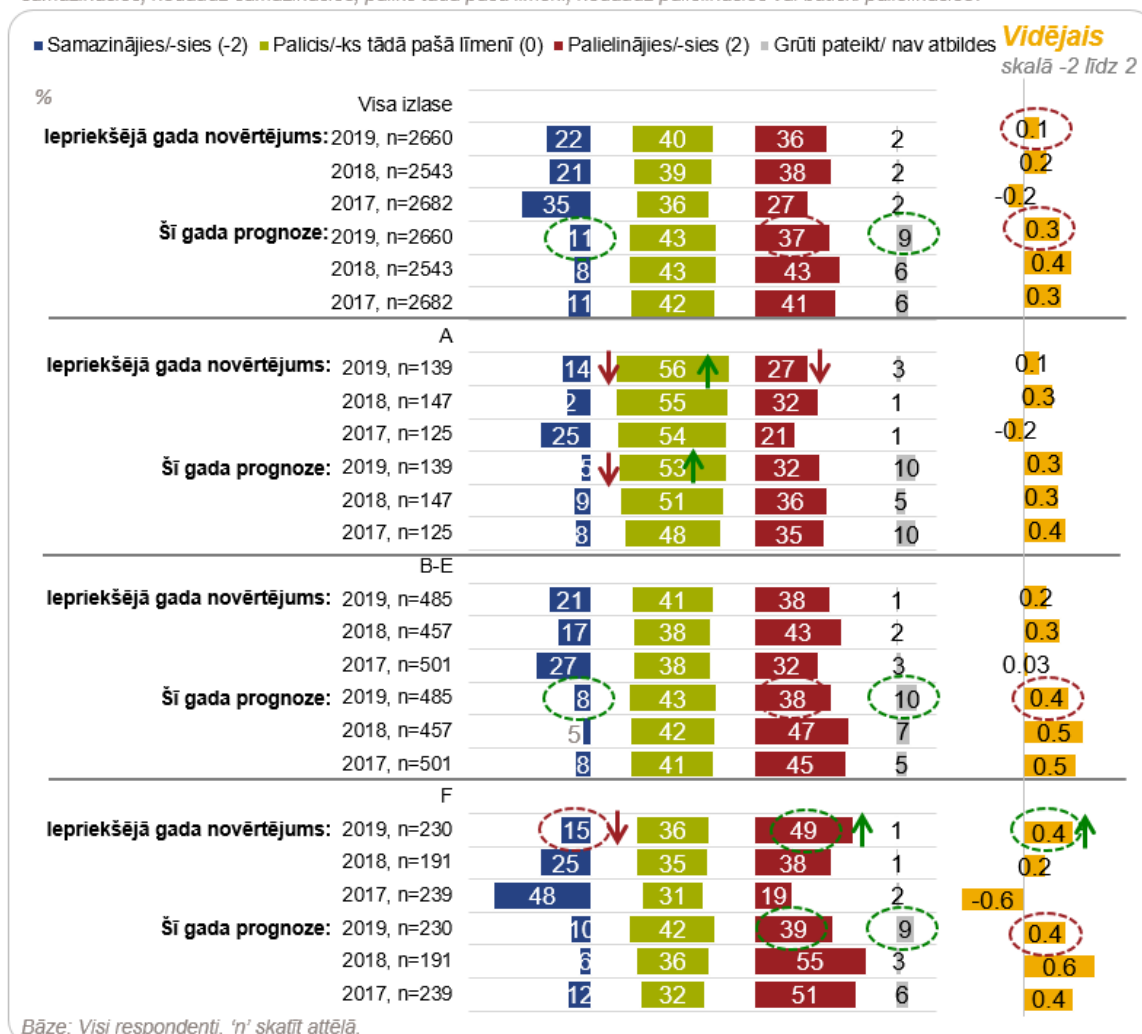 Samazinājies/-sies (-2) Palicis/-ks tādā pašā līmenī (0) Palielinājies/-sies (2) Grūti pateikt/ nav atbildes Vidējais
skalā -2 līdz 2
%
Visa izlase
Iepriekšējā gada novērtējums: 2019, n=2660 22 40 36 2 0.1
2018, n=2543 21 39 38 2 0.2
2017, n=2682 35 36 27 2 -0.2
Šī gada prognoze: 2019, n=2660 11 43 37 9 0.3
2018, n=2543 8 43 43 6 0.4
2017, n=2682 11 42 41 6 0.3
A
Iepriekšējā gada novērtējums: 2019, n=139 14 56 27 3 0.1
2018, n=147 2 55 32 1 0.3
2017, n=125 25 54 21 1 -0.2
Šī gada prognoze: 2019, n=139 5 53 32 10 0.3
2018, n=147 9 51 36 5 0.3
2017, n=125 8 48 35 10 0.4
B-E
Iepriekšējā gada novērtējums: 2019, n=485 21 41 38 1 0.2
2018, n=457 17 38 43 2 0.3
2017, n=501 27 38 32 3 0.03
Šī gada prognoze: 2019, n=485 8 43 38 10 0.4
2018, n=457 5 42 47 7 0.5
2017, n=501 8 41 45 5 0.5
F
Iepriekšējā gada novērtējums: 2019, n=230 15 36 49 1 0.4
2018, n=191 25 35 38 1 0.2
2017, n=239 48 31 19 2 -0.6
Šī gada prognoze: 2019, n=230 10 42 39 9 0.4
2018, n=191 6 36 55 3 0.6
2017, n=239 12 32 51 6 0.4
Bāze: Visi respondenti, 'n' skatīt attēlā.